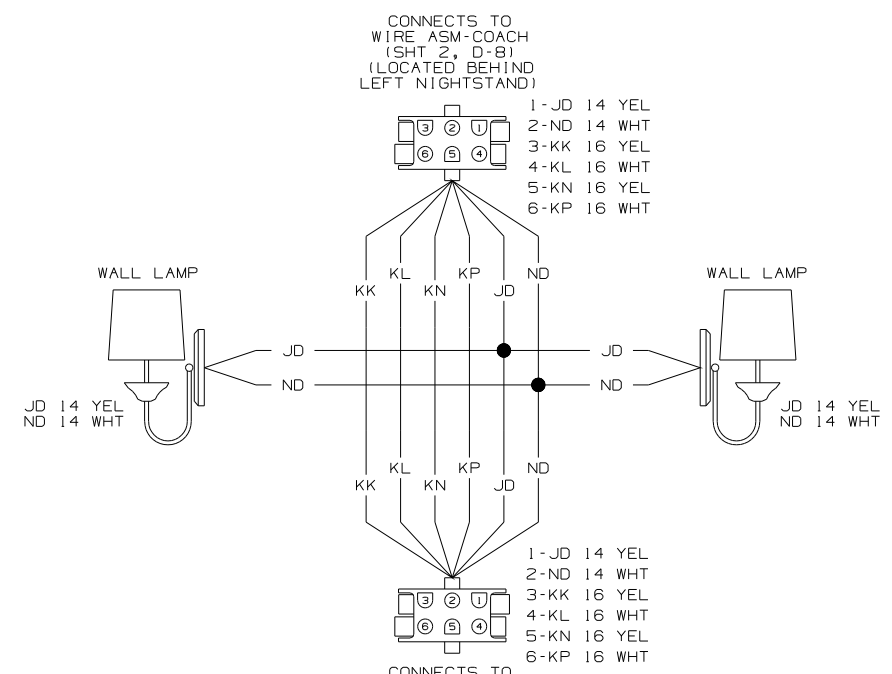 CONNECTS TO
WIRE ASM-COACH
(SHT 2, D-8)
(LOCATED BEHIND
LEFT NIGHTSTAND)
1-JD 14 YEL
2-ND 14 WHT
3-KK 16 YEL
4-KL 16 WHT
5-KN 16 YEL
6-KP 16 WHT
3 2 1
6 5 4
KL KP ND
KK KN JD
WALL LAMP
WALL LAMP
JD JD
ND ND
JD 14 YEL
ND 14 WHT
JD 14 YEL
ND 14 WHT
KL KP ND
KK KN JD
1-JD 14 YEL
2-ND 14 WHT
3-KK 16 YEL
4-KL 16 WHT
5-KN 16 YEL
6-KP 16 WHT
3 2 1
6 5 4
CONNECTS TO